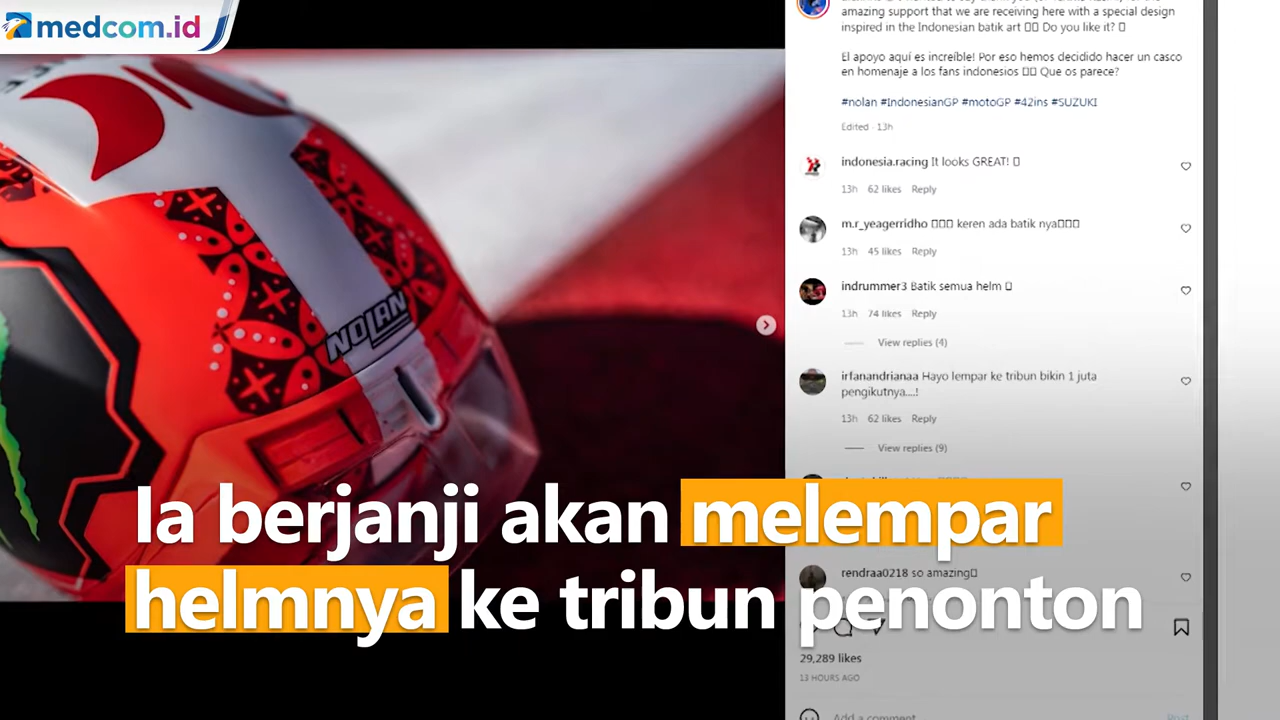 medcom.id
amazing support that we are receiving here with a special design
inspired in the Indonesian batik art Do you like it?
El apoyo aquí es increíble! Por eso hemos decidido hacer un casco
en homenaje a los fans indonesios Que os parece?
#nolan #IndonesianGP #motoGP #42ins #SUZUKI
Edited · 13h
indonesia.racing It looks GREAT!
13h 62 likes Reply
m.r_yeagerridho keren ada batik nya
13h 45 likes Reply
indrummer3 Batik semua helm
13h 74 likes Reply
View replies (4)
irfanandrianaa Hayo lempar ke tribun bikin 1 juta
pengikutnya....!
13h 62 likes Reply
View replies (9)
NOLAN
Ia berjanji akan melempar
helmnya ke tribun penonton
rendraa0218 so amazing
29,289 likes
13 HOURS AGO
Add a comment...
Post